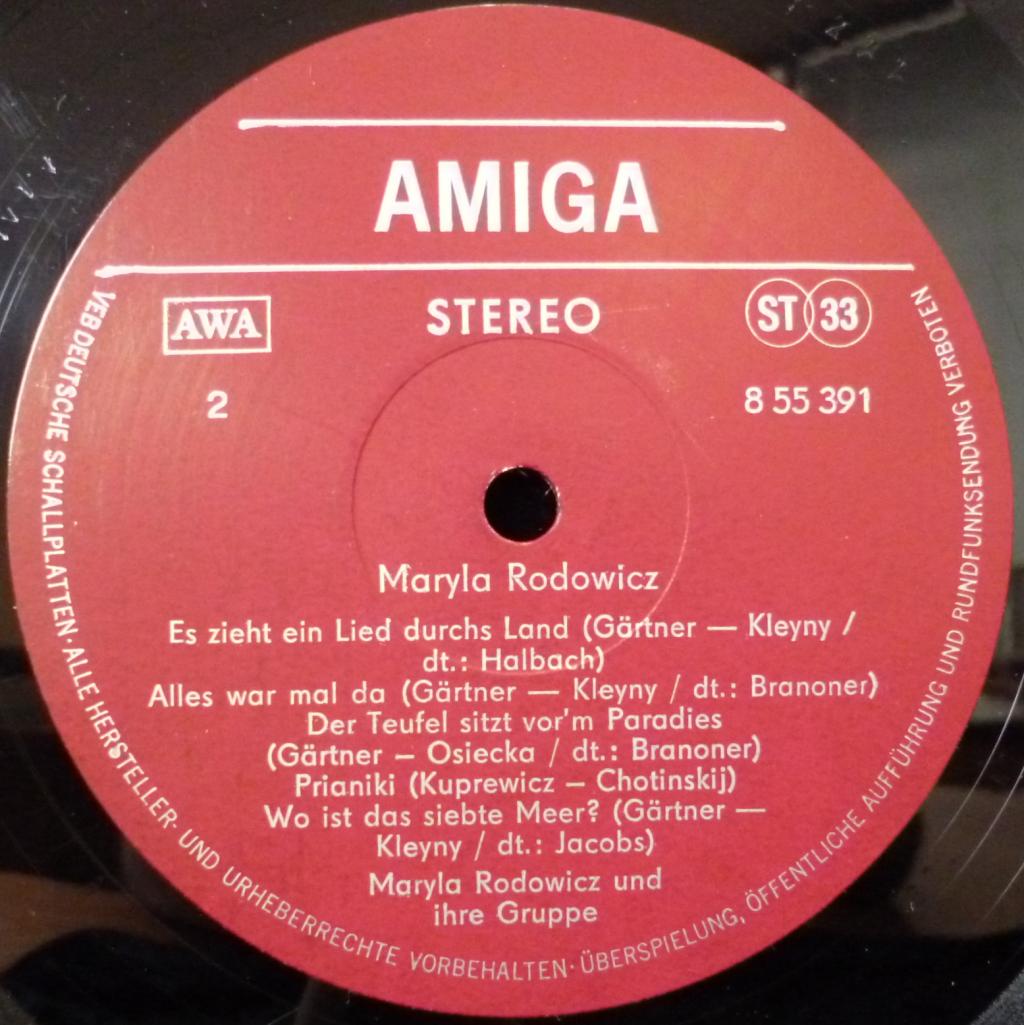 AMIGA
AWA
STEREO
ST 33
2
8 55 391
Maryla Rodowicz
Es zieht ein Lied durchs Land (Gärtner — Kleyny /
dt.: Halbach)
Alles war mal da (Gärtner — Kleyny / dt.: Branoner)
Der Teufel sitzt vor'm Paradies
(Gärtner — Osiecka / dt.: Branoner)
Prianiki (Kuprewicz — Chotinskij)
Wo ist das siebte Meer? (Gärtner —
Kleyny / dt.: Jacobs)
Maryla Rodowicz und
ihre Gruppe
VEB DEUTSCHE SCHALLPLATTEN · ALLE HERSTELLER- UND URHEBERRECHTE VORBEHALTEN · ÜBERSPIELUNG, ÖFFENTLICHE AUFFÜHRUNG UND RUNDFUNKSENDUNG VERBOTEN